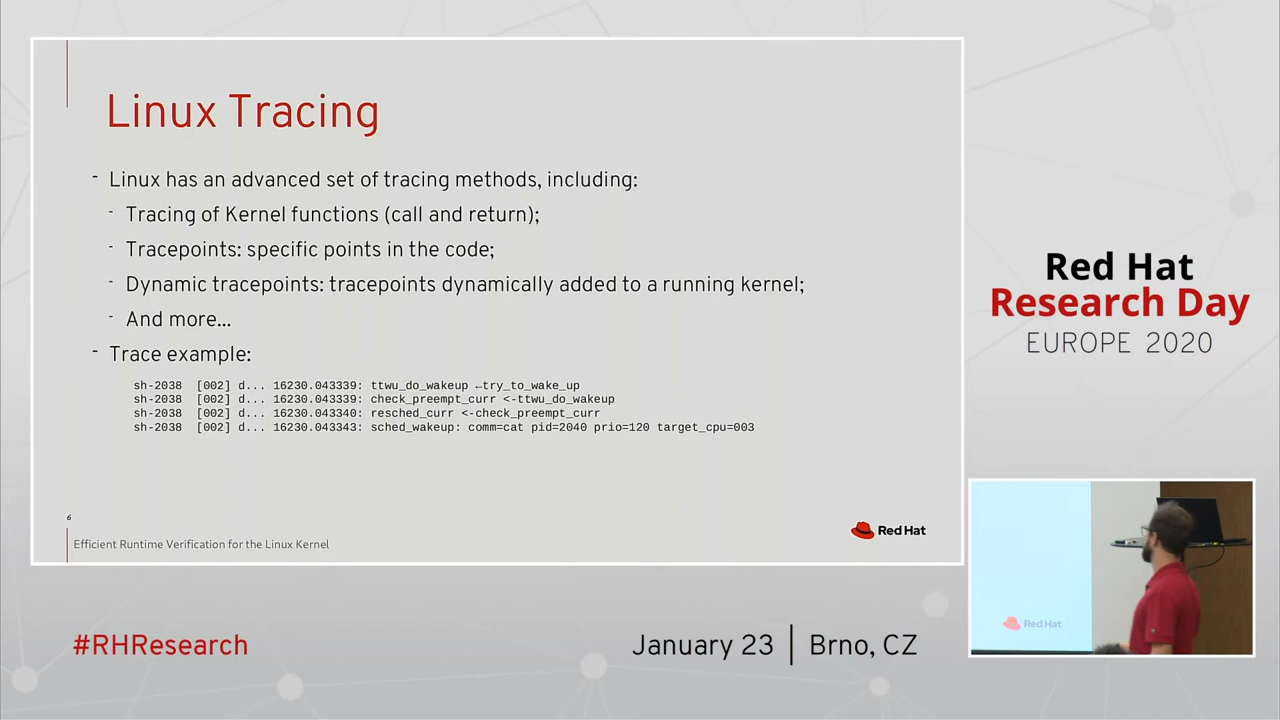 Linux Tracing
- Linux has an advanced set of tracing methods, including:
- Tracing of Kernel functions (call and return);
- Tracepoints: specific points in the code;
- Dynamic tracepoints: tracepoints dynamically added to a running kernel;
- And more...
- Trace example:
sh-2038 [002] d... 16230.043339: ttwu_do_wakeup ←try_to_wake_up
sh-2038 [002] d... 16230.043339: check_preempt_curr <-ttwu_do_wakeup
sh-2038 [002] d... 16230.043340: resched_curr <-check_preempt_curr
sh-2038 [002] d... 16230.043343: sched_wakeup: comm=cat pid=2040 prio=120 target_cpu=003
6
Efficient Runtime Verification for the Linux Kernel
Red Hat
Red Hat
Research Day
EUROPE 2020
Red Hat
#RHResearch
January 23 | Brno, CZ